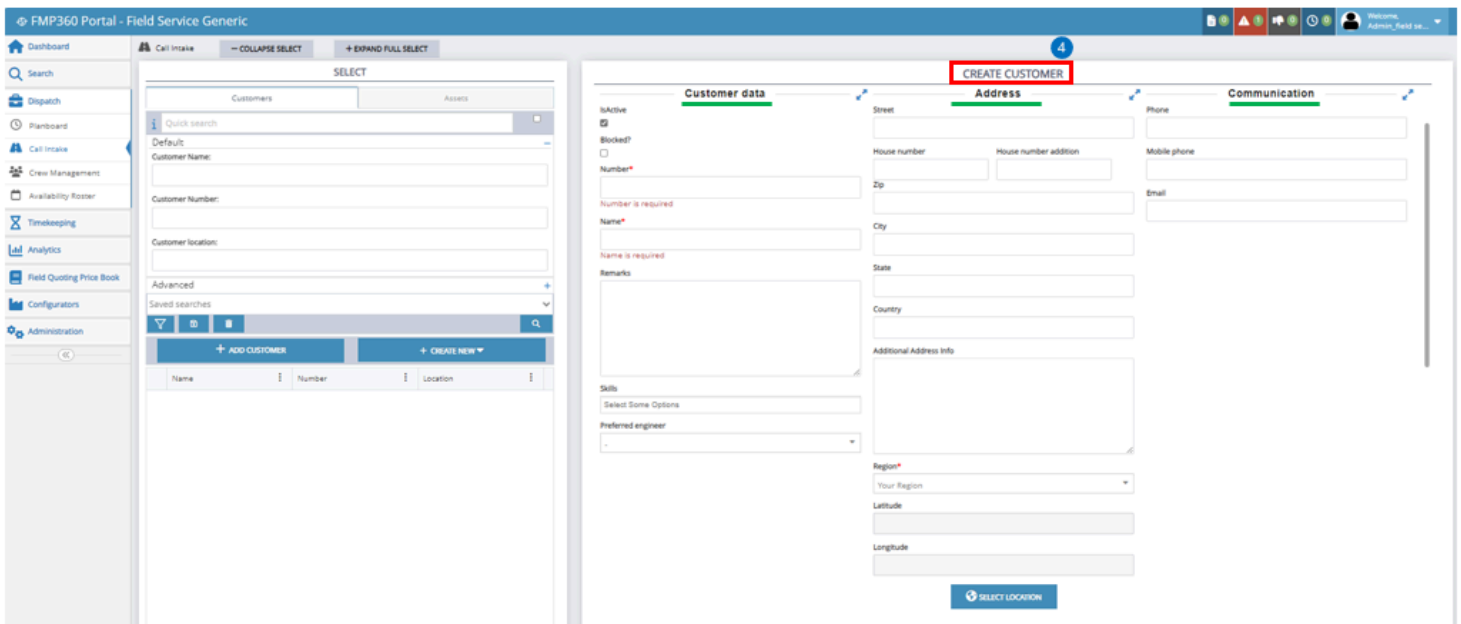 FMP360 Portal - Field Service Generic
0 1 0 0 Welcome,
Admin_field se...
Dashboard
Search
Dispatch
Planboard
Call Intake
Crew Management
Availability Roster
Timekeeping
Analytics
Field Quoting Price Book
Configurators
Administration
Call Intake − COLLAPSE SELECT + EXPAND FULL SELECT
SELECT
Customers Assets
i Quick search
Default −
Customer Name:
Customer Number:
Customer location:
Advanced +
Saved searches
+ ADD CUSTOMER + CREATE NEW
Name Number Location
4
CREATE CUSTOMER
Customer data
IsActive
Blocked?
Number*
Number is required
Name*
Name is required
Remarks
Skills
Select Some Options
Preferred engineer
.
Address
Street
House number House number addition
Zip
City
State
Country
Additional Address Info
Region*
Your Region
Latitude
Longitude
SELECT LOCATION
Communication
Phone
Mobile phone
Email